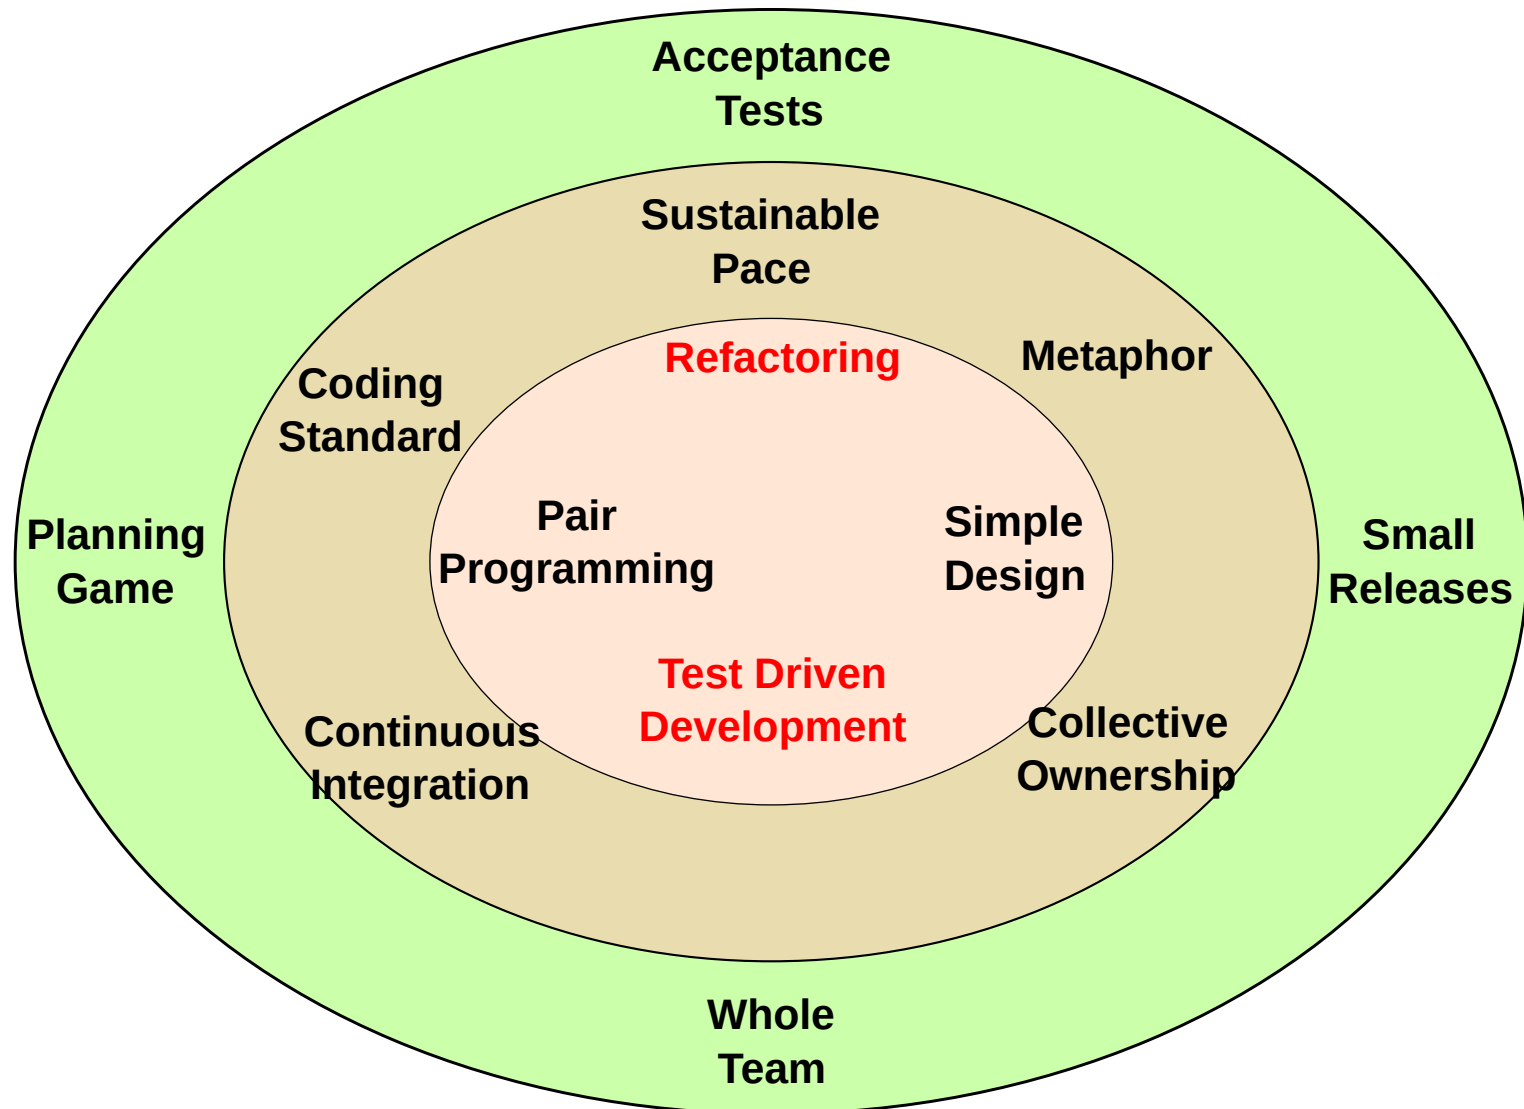 Acceptance
Tests
Sustainable
Pace
Refactoring
Metaphor
Coding
Standard
Pair
Programming
Simple
Design
Planning
Game
Small
Releases
Test Driven
Development
Continuous
Integration
Collective
Ownership
Whole
Team